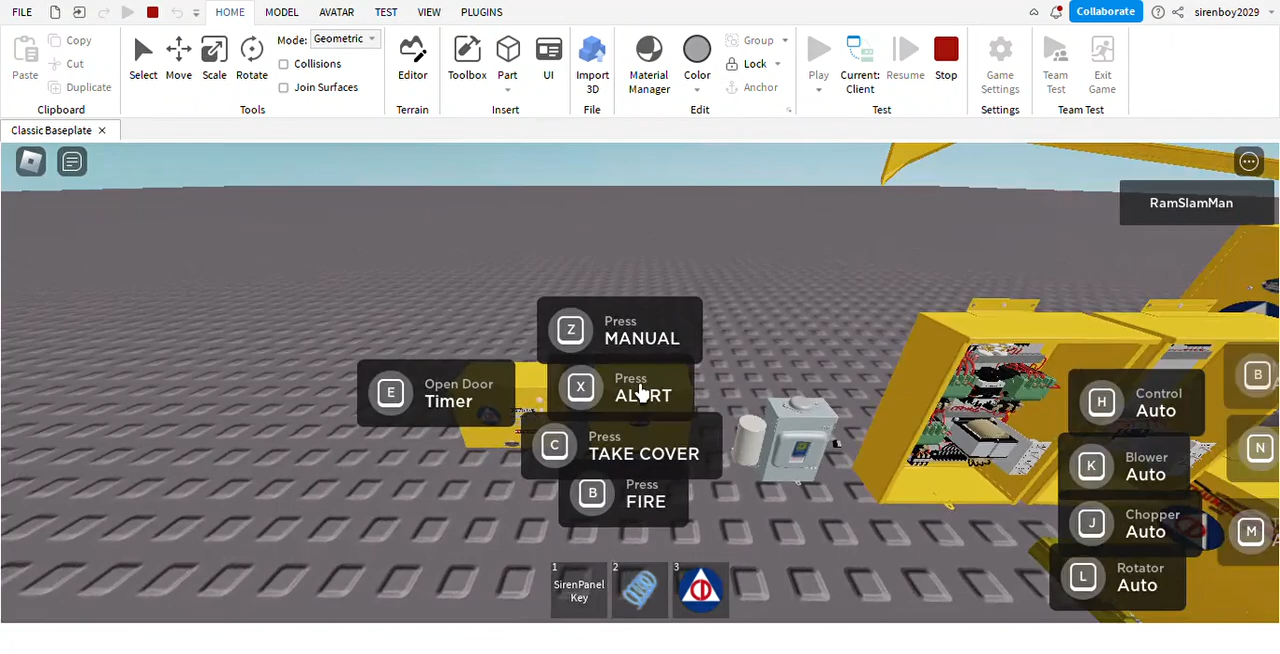 FILE
HOME
MODEL
AVATAR
TEST
VIEW
PLUGINS
Collaborate
sirenboy2029
Paste
Copy
Cut
Duplicate
Clipboard
Select
Move
Scale
Rotate
Mode: Geometric
Collisions
Join Surfaces
Tools
Editor
Terrain
Toolbox
Part
UI
Insert
Import
3D
File
Material
Manager
Color
Group
Lock
Anchor
Edit
Play
Current:
Client
Resume
Stop
Test
Game
Settings
Settings
Team
Test
Exit
Game
Team Test
Classic Baseplate
RamSlamMan
Z
Press
MANUAL
E
Open Door
Timer
X
Press
ALERT
C
Press
TAKE COVER
B
Press
FIRE
H
Control
Auto
K
Blower
Auto
J
Chopper
Auto
L
Rotator
Auto
B
N
M
1
SirenPanel
Key
2
3